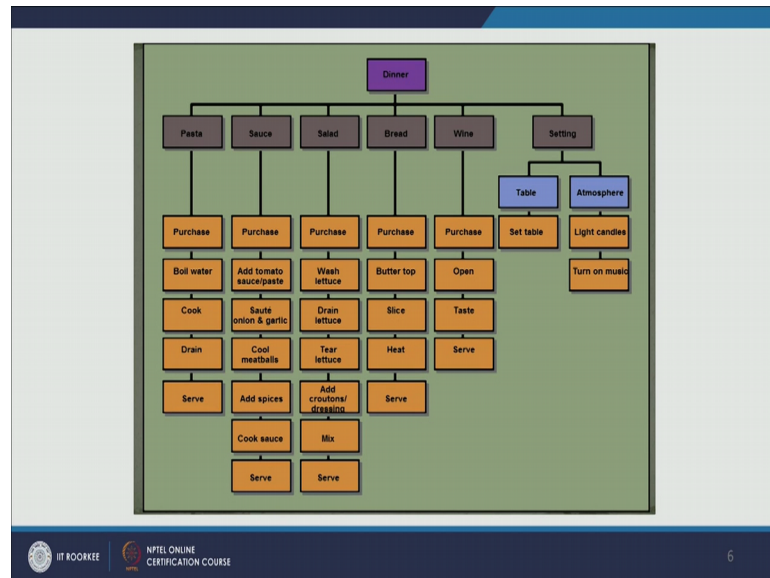 Dinner
Pasta
Sauce
Salad
Bread
Wine
Setting
Table
Atmosphere
Purchase
Purchase
Purchase
Purchase
Purchase
Set table
Light candles
Boil water
Add tomato
sauce/paste
Wash
lettuce
Butter top
Open
Turn on music
Cook
Sauté
onion & garlic
Drain
lettuce
Slice
Taste
Drain
Cool
meatballs
Tear
lettuce
Heat
Serve
Serve
Add spices
Add
croutons/
dressing
Serve
Cook sauce
Mix
Serve
Serve
IIT ROORKEE
NPTEL
NPTEL ONLINE
CERTIFICATION COURSE
6